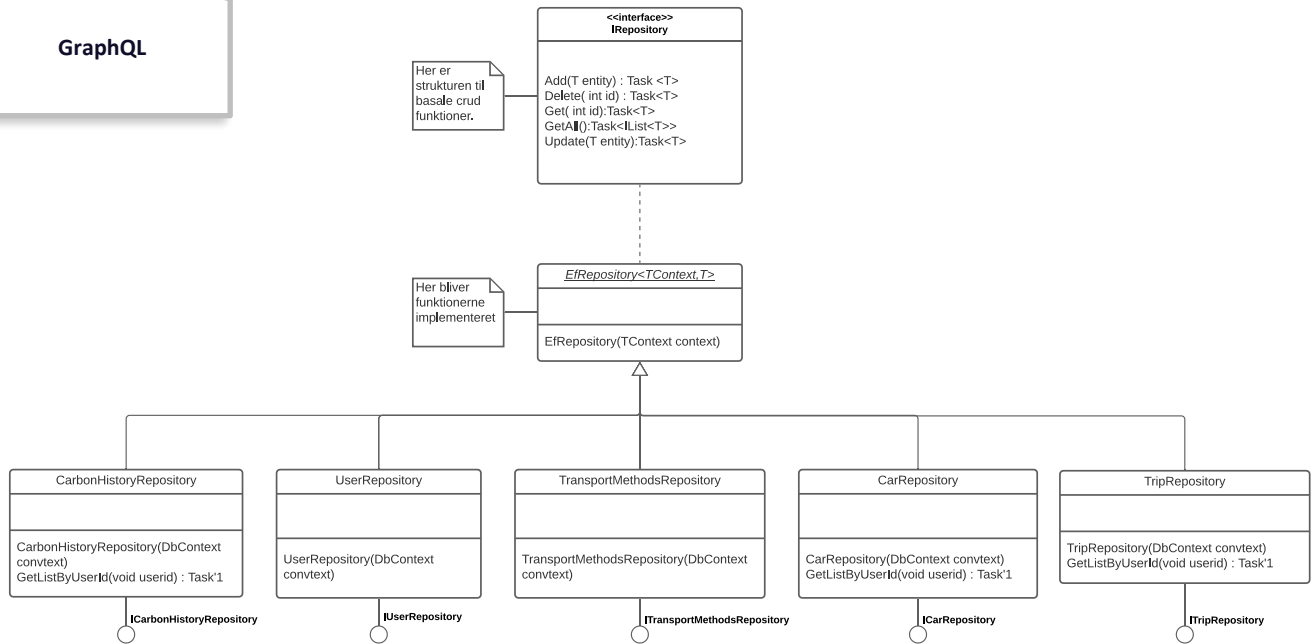 GraphQL
<<interface>>
IRepository
Her er
strukturen til
basale crud
funktioner.
Add(T entity) : Task <T>
Delete( int id) : Task<T>
Get( int id):Task<T>
GetAll():Task<IList<T>>
Update(T entity):Task<T>
Her bliver
funktionerne
implementeret
EfRepository<TContext,T>
EfRepository(TContext context)
CarbonHistoryRepository
CarbonHistoryRepository(DbContext
convtext)
GetListByUserId(void userid) : Task'1
ICarbonHistoryRepository
UserRepository
UserRepository(DbContext
convtext)
IUserRepository
TransportMethodsRepository
TransportMethodsRepository(DbContext
convtext)
ITransportMethodsRepository
CarRepository
CarRepository(DbContext convtext)
GetListByUserId(void userid) : Task'1
ICarRepository
TripRepository
TripRepository(DbContext convtext)
GetListByUserId(void userid) : Task'1
ITripRepository